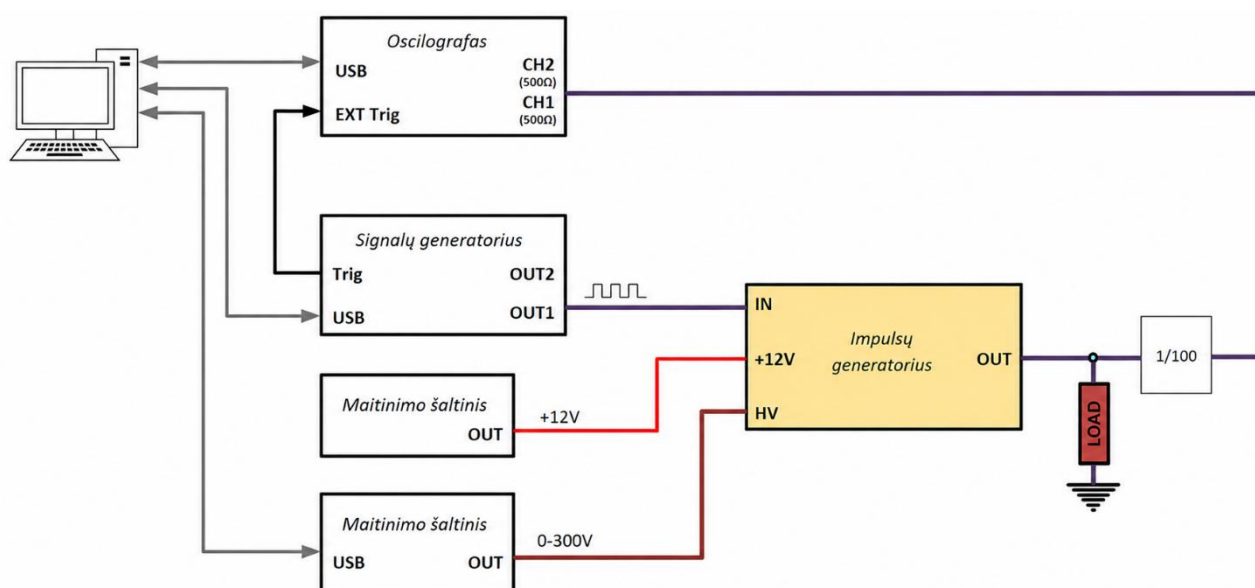 Oscilografas
USB
CH2
(500Ω)
CH1
(500Ω)
EXT Trig
Signalų generatorius
Trig
OUT2
USB
OUT1
IN
+12V
HV
Impulsų
generatorius
OUT
1/100
LOAD
Maitinimo šaltinis
OUT
+12V
Maitinimo šaltinis
USB
OUT
0-300V